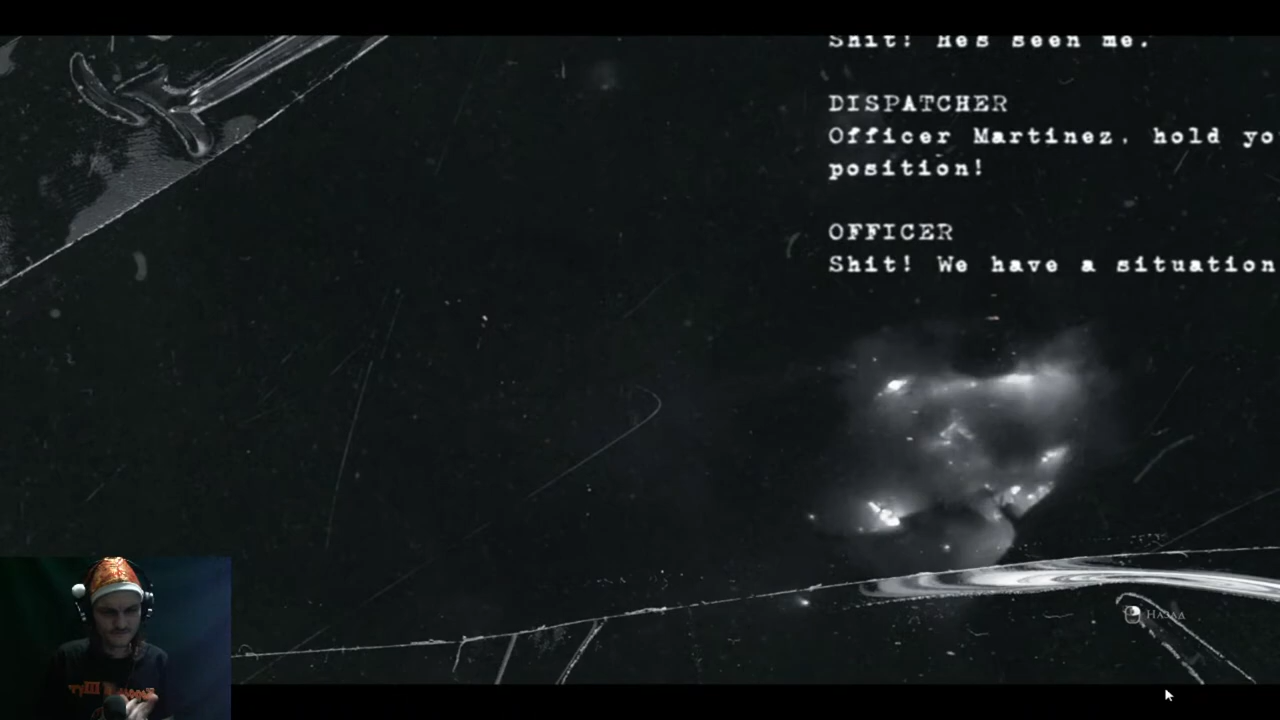 Shit! He's seen me.
DISPATCHER
Officer Martinez, hold yo
position!
OFFICER
Shit! We have a situation
Назад